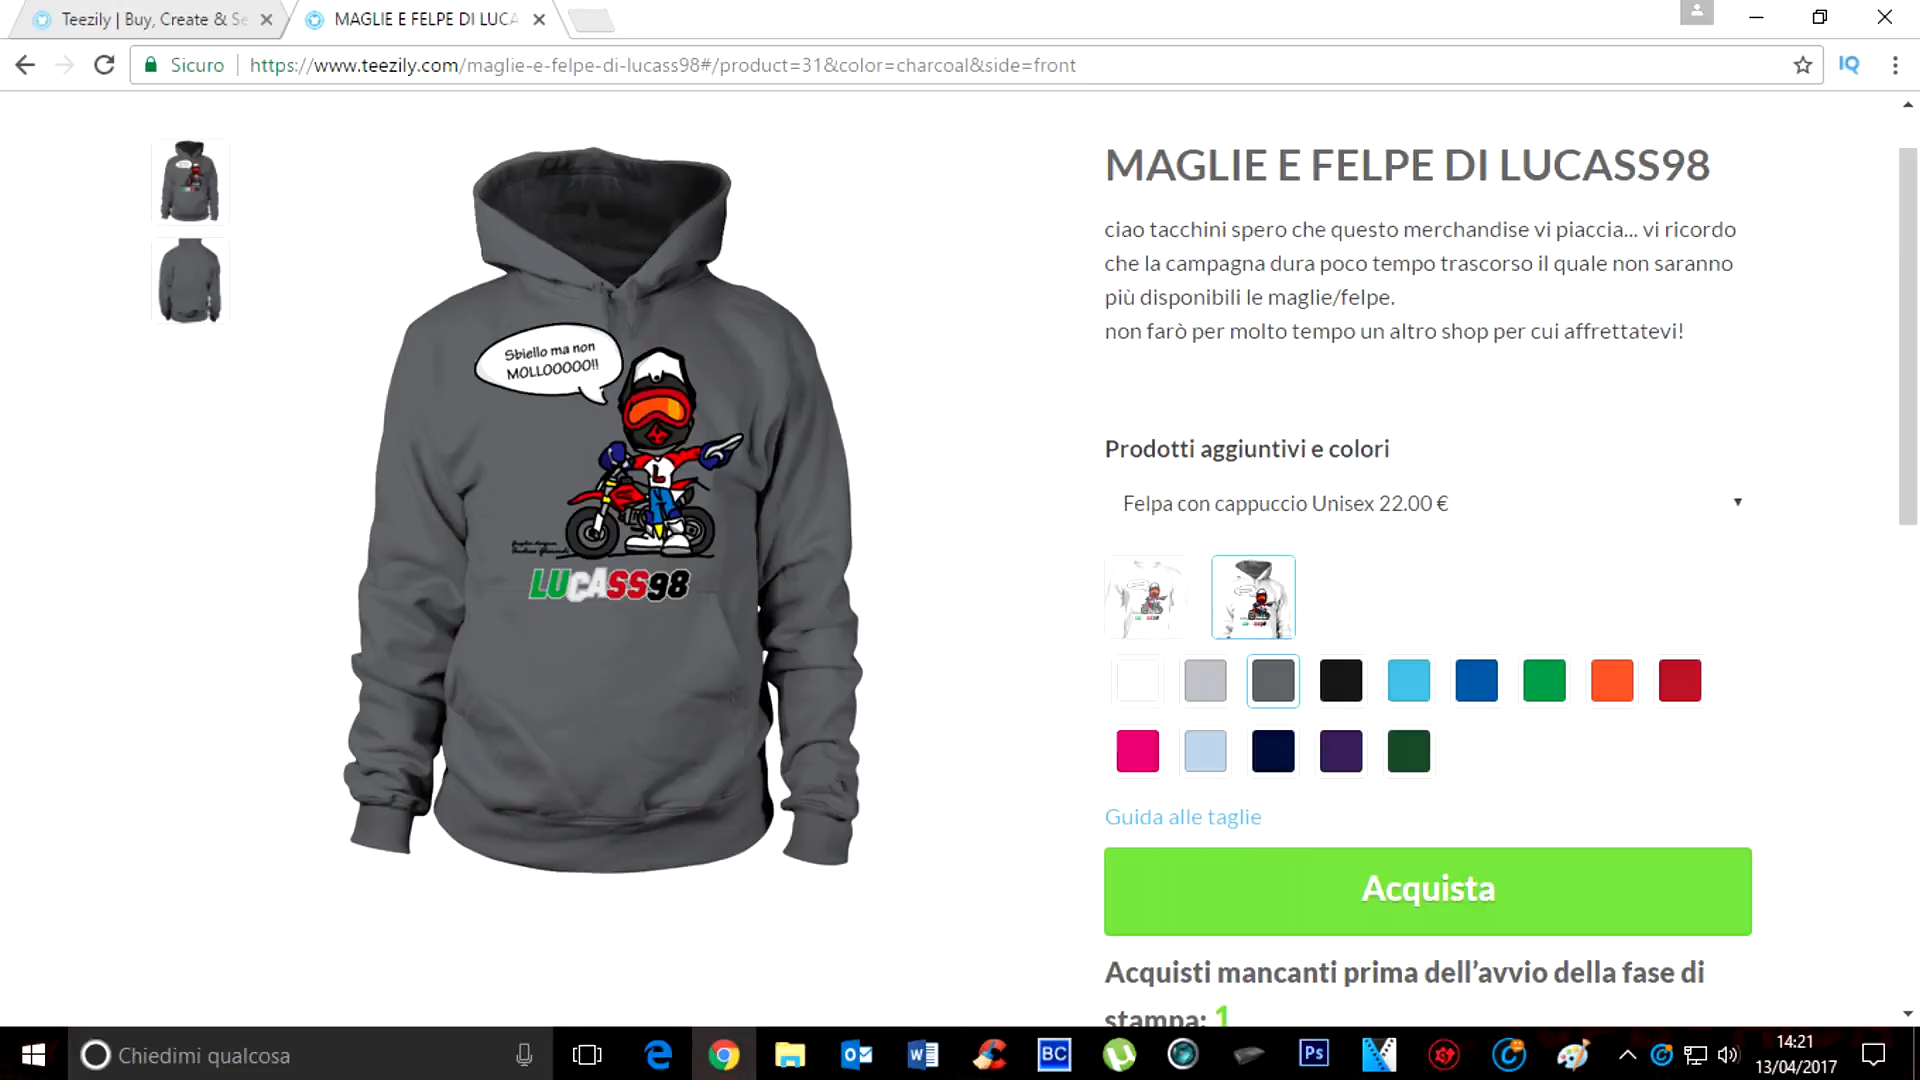 Teezily | Buy, Create & Se
MAGLIE E FELPE DI LUCA
Sicuro
https://www.teezily.com/maglie-e-felpe-di-lucass98#/product=31&color=charcoal&side=front
IQ
MAGLIE E FELPE DI LUCASS98
ciao tacchini spero che questo merchandise vi piaccia... vi ricordo
che la campagna dura poco tempo trascorso il quale non saranno
più disponibili le maglie/felpe.
non farò per molto tempo un altro shop per cui affrettatevi!
Sbiello ma non
MOLLOOOOO!!
L
LUCASS98
Prodotti aggiuntivi e colori
Felpa con cappuccio Unisex 22.00 €
Guida alle taglie
Acquista
Acquisti mancanti prima dell'avvio della fase di
stampa: 1
Chiedimi qualcosa
BC
Ps
14:21
13/04/2017